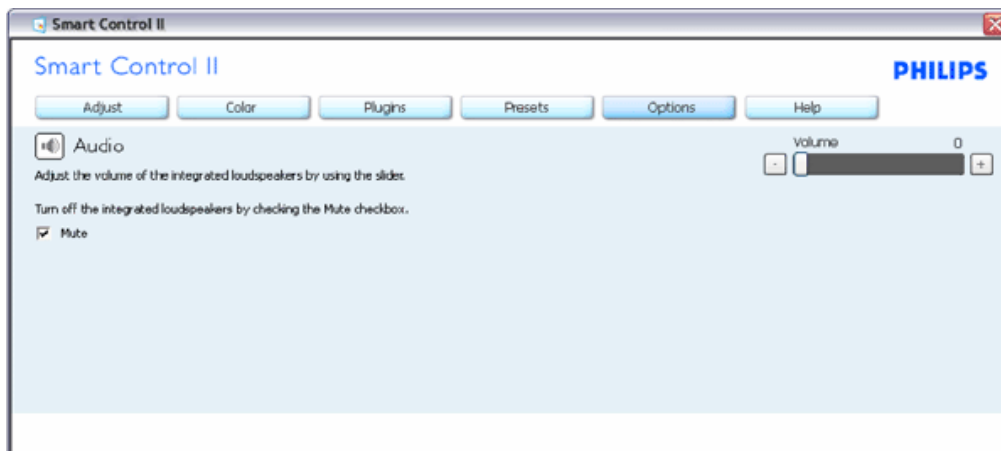 Smart Control II
Smart Control II
PHILIPS
Adjust Color Plugins Presets Options Help
Audio
Volume 0
- +
Adjust the volume of the integrated loudspeakers by using the slider.
Turn off the integrated loudspeakers by checking the Mute checkbox.
Mute